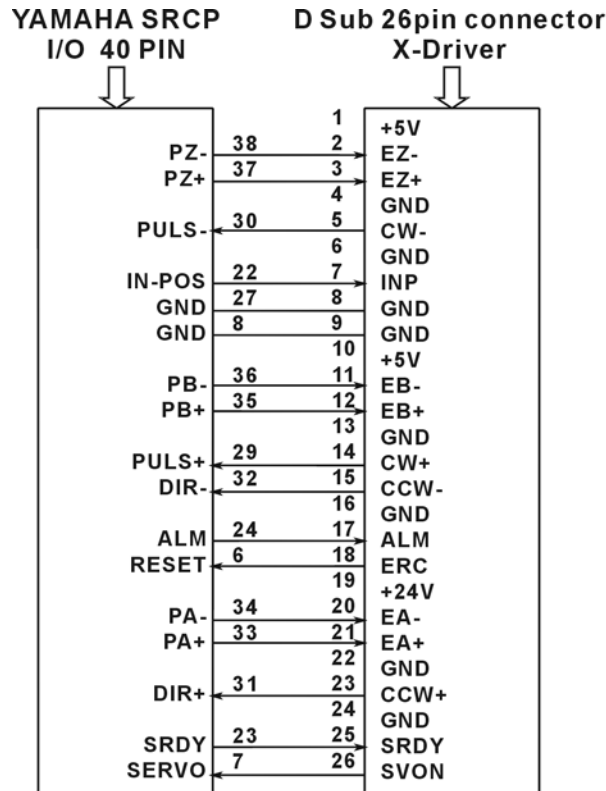 YAMAHA SRCP D Sub 26pin connector
I/O 40 PIN X-Driver
1 +5V
PZ- 38 2 EZ-
PZ+ 37 3 EZ+
4 GND
PULS- 30 5 CW-
6 GND
IN-POS 22 7 INP
GND 27 8 GND
GND 8 9 GND
10 +5V
PB- 36 11 EB-
PB+ 35 12 EB+
13 GND
PULS+ 29 14 CW+
DIR- 32 15 CCW-
16 GND
ALM 24 17 ALM
RESET 6 18 ERC
19 +24V
PA- 34 20 EA-
PA+ 33 21 EA+
22 GND
DIR+ 31 23 CCW+
24 GND
SRDY 23 25 SRDY
SERVO 7 26 SVON